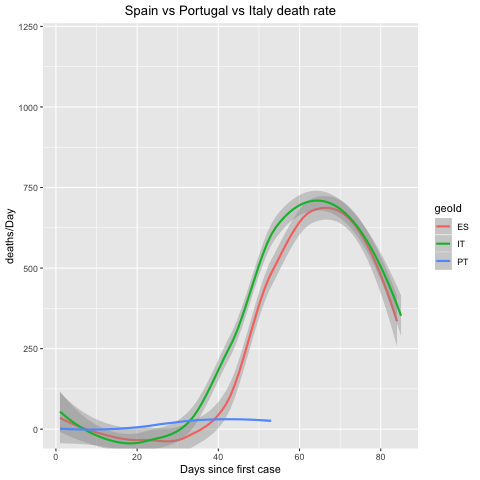 Spain vs Portugal vs Italy death rate
1250
1000
750
500
250
0
deaths/Day
0 20 40 60 80
Days since first case
geoId
ES
IT
PT